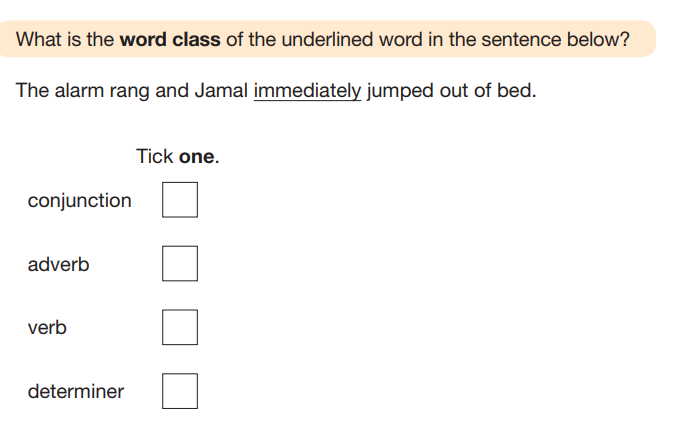 What is the word class of the underlined word in the sentence below?
The alarm rang and Jamal immediately jumped out of bed.
Tick one.
conjunction
adverb
verb
determiner